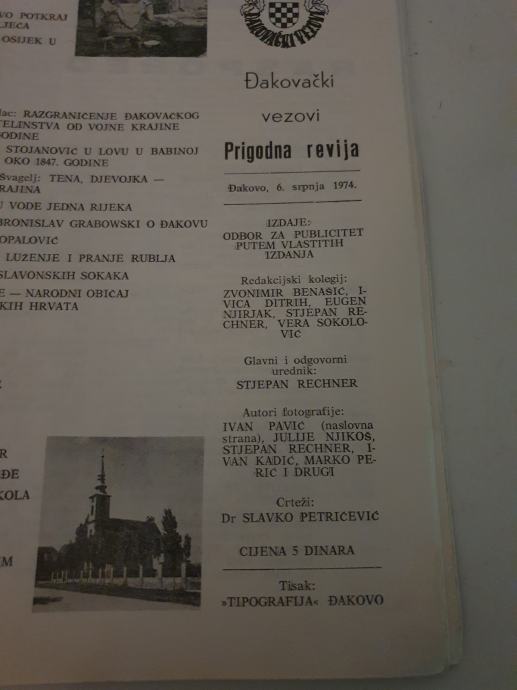 VO POTKRAJ
LJEĆA
OSIJEK U
lac: RAZGRANIČENJE ĐAKOVAČKOG
TELINSTVA OD VOJNE KRAJINE
GODINE
STOJANOVIĆ U LOVU U BABINOJ
OKO 1847. GODINE
Švagelj: TENA, DJEVOJKA —
RAJINA
U VODE JEDNA RIJEKA
BRONISLAV GRABOWSKI O ĐAKOVU
OPALOVIĆ
LUŽENJE I PRANJE RUBLJA
SLAVONSKIH SOKAKA
E — NARODNI OBIČAJ
KIH HRVATA
R
ĐE
KOLA
IM
ĐAKOVAČKI VEZOVI
Đakovački
vezovi
Prigodna revija
Đakovo, 6. srpnja 1974.
IZDAJE:
ODBOR ZA PUBLICITET
PUTEM VLASTITIH
IZDANJA
Redakcijski kolegij:
ZVONIMIR BENAŠIĆ, I-
VICA DITRIH, EUGEN
NJIRJAK, STJEPAN RE-
CHNER, VERA SOKOLO-
VIĆ
Glavni i odgovorni
urednik:
STJEPAN RECHNER
Autori fotografije:
IVAN PAVIĆ (naslovna
strana), JULIJE NJIKOŠ,
STJEPAN RECHNER, I-
VAN KADIĆ, MARKO PE-
RIĆ I DRUGI
Crteži:
Dr SLAVKO PETRIČEVIĆ
CIJENA 5 DINARA
Tisak:
»TIPOGRAFIJA« ĐAKOVO